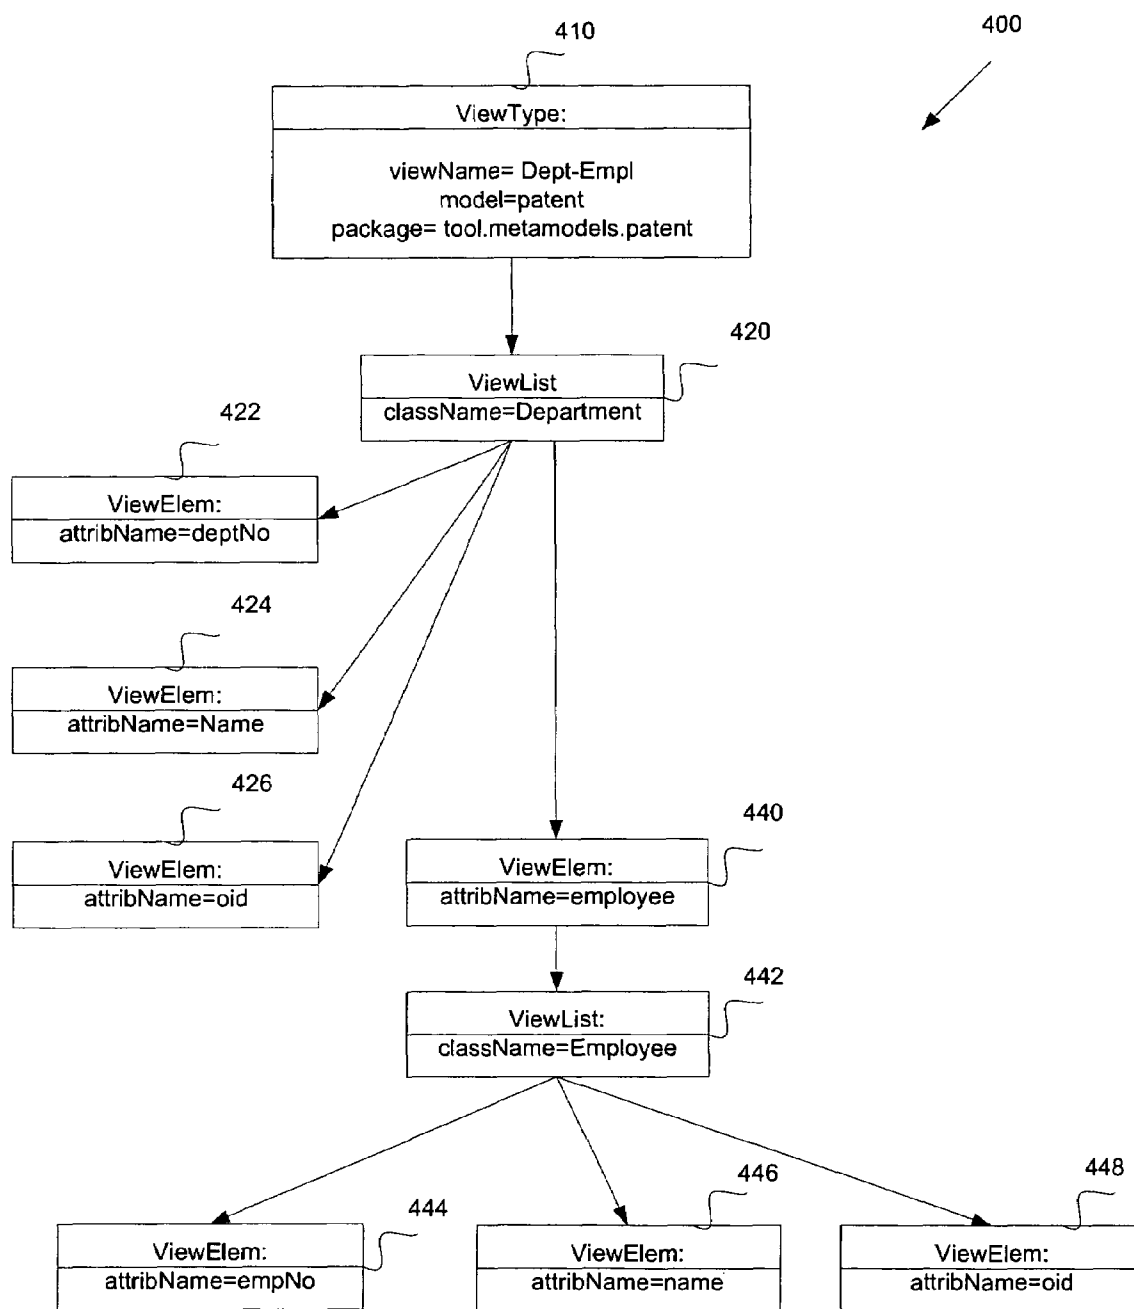 400
410
ViewType:
viewName= Dept-Empl
model=patent
package= tool.metamodels.patent
420
ViewList
className=Department
422
ViewElem:
attribName=deptNo
424
ViewElem:
attribName=Name
426
ViewElem:
attribName=oid
440
ViewElem:
attribName=employee
442
ViewList:
className=Employee
444
ViewElem:
attribName=empNo
446
ViewElem:
attribName=name
448
ViewElem:
attribName=oid